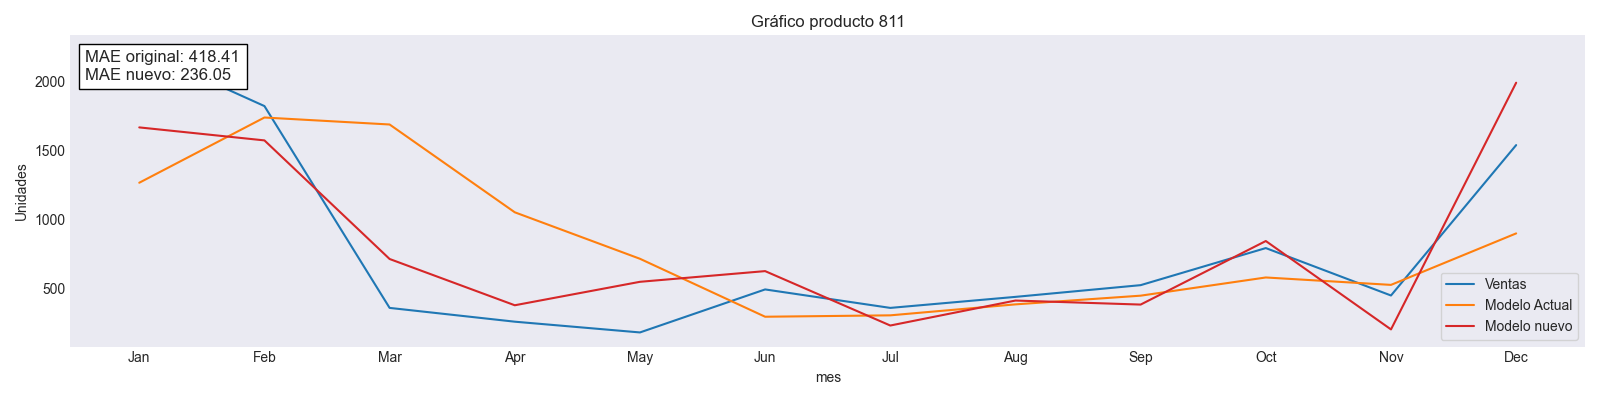 Gráfico producto 811
MAE original: 418.41
MAE nuevo: 236.05
Unidades
2000
1500
1000
500
Ventas
Modelo Actual
Modelo nuevo
Jan Feb Mar Apr May Jun Jul Aug Sep Oct Nov Dec
mes